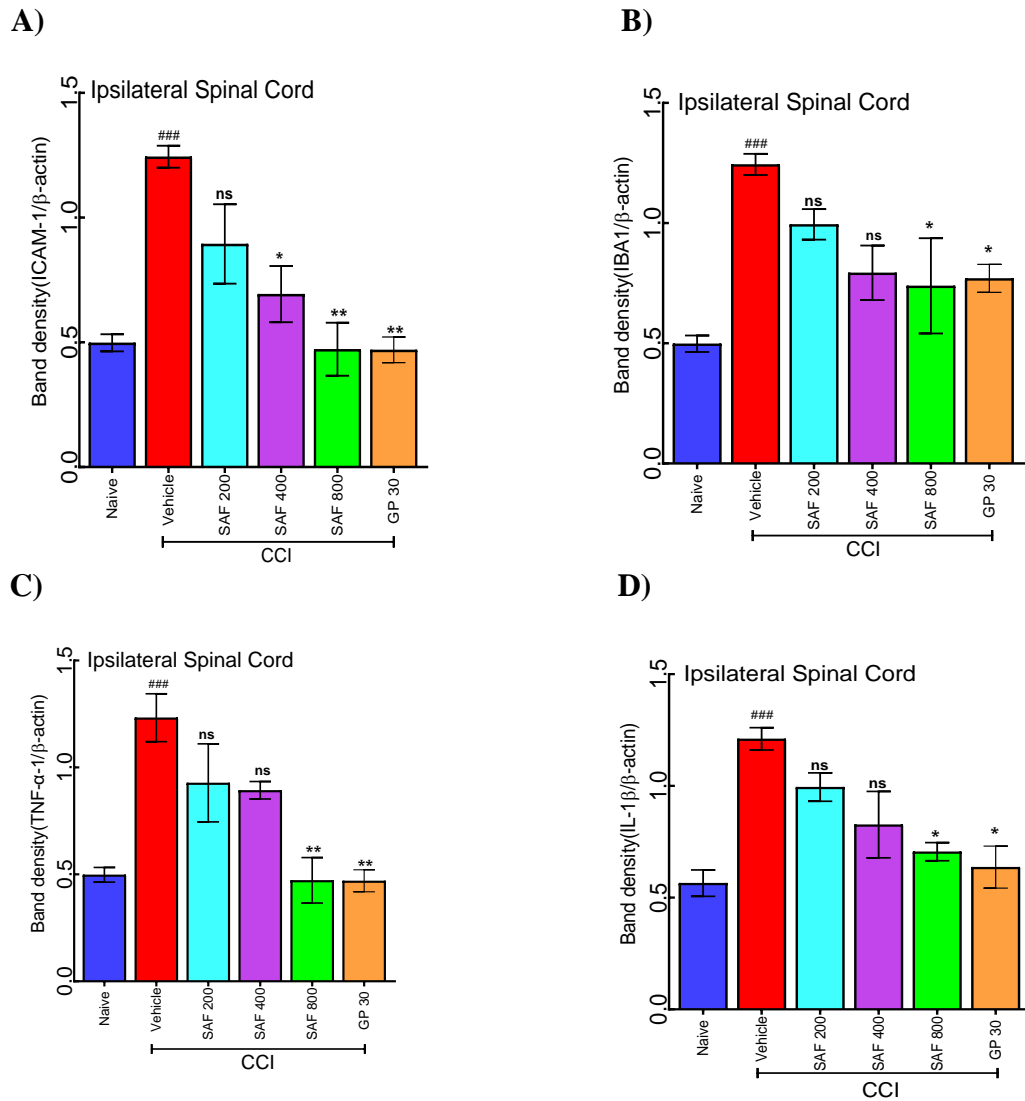 A)
Ipsilateral Spinal Cord
Band density(ICAM-1/β-actin)
1.5
1.0
0.5
0.0
###
ns
*
**
**
Naive
Vehicle
SAF 200
SAF 400
SAF 800
GP 30
CCI
B)
Ipsilateral Spinal Cord
Band density(IBA1/β-actin)
1.5
1.0
0.5
0.0
###
ns
ns
*
*
Naive
Vehicle
SAF 200
SAF 400
SAF 800
GP 30
CCI
C)
Ipsilateral Spinal Cord
Band density(TNF-α-1/β-actin)
1.5
1.0
0.5
0.0
###
ns
ns
**
**
Naive
Vehicle
SAF 200
SAF 400
SAF 800
GP 30
CCI
D)
Ipsilateral Spinal Cord
Band density(IL-1β/β-actin)
1.5
1.0
0.5
0.0
###
ns
ns
*
*
Naive
Vehicle
SAF 200
SAF 400
SAF 800
GP 30
CCI